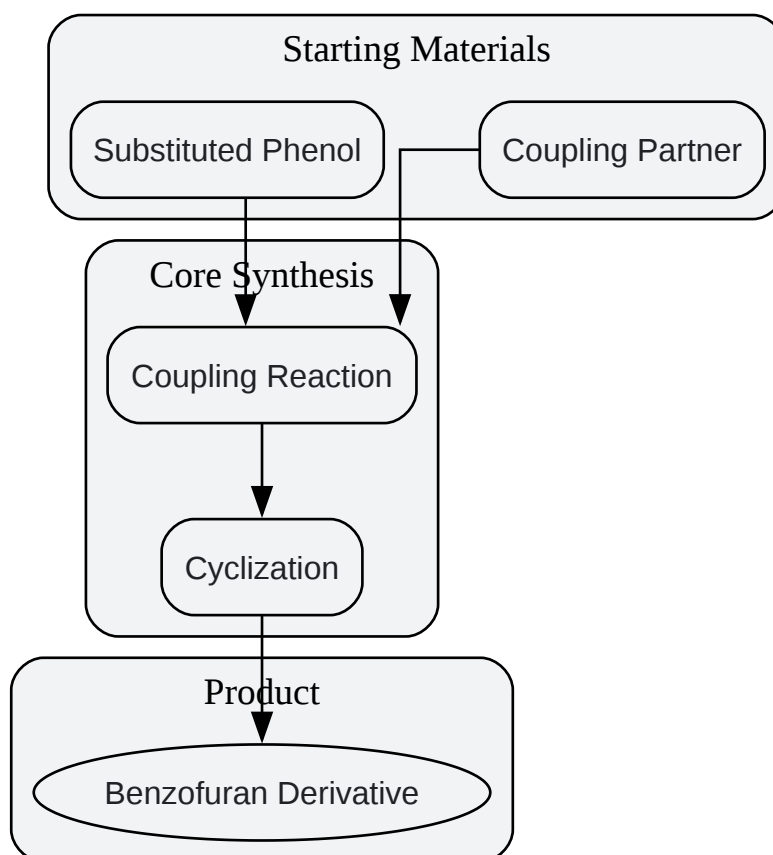 Starting Materials
Substituted Phenol
Coupling Partner
Core Synthesis
Coupling Reaction
Cyclization
Product
Benzofuran Derivative